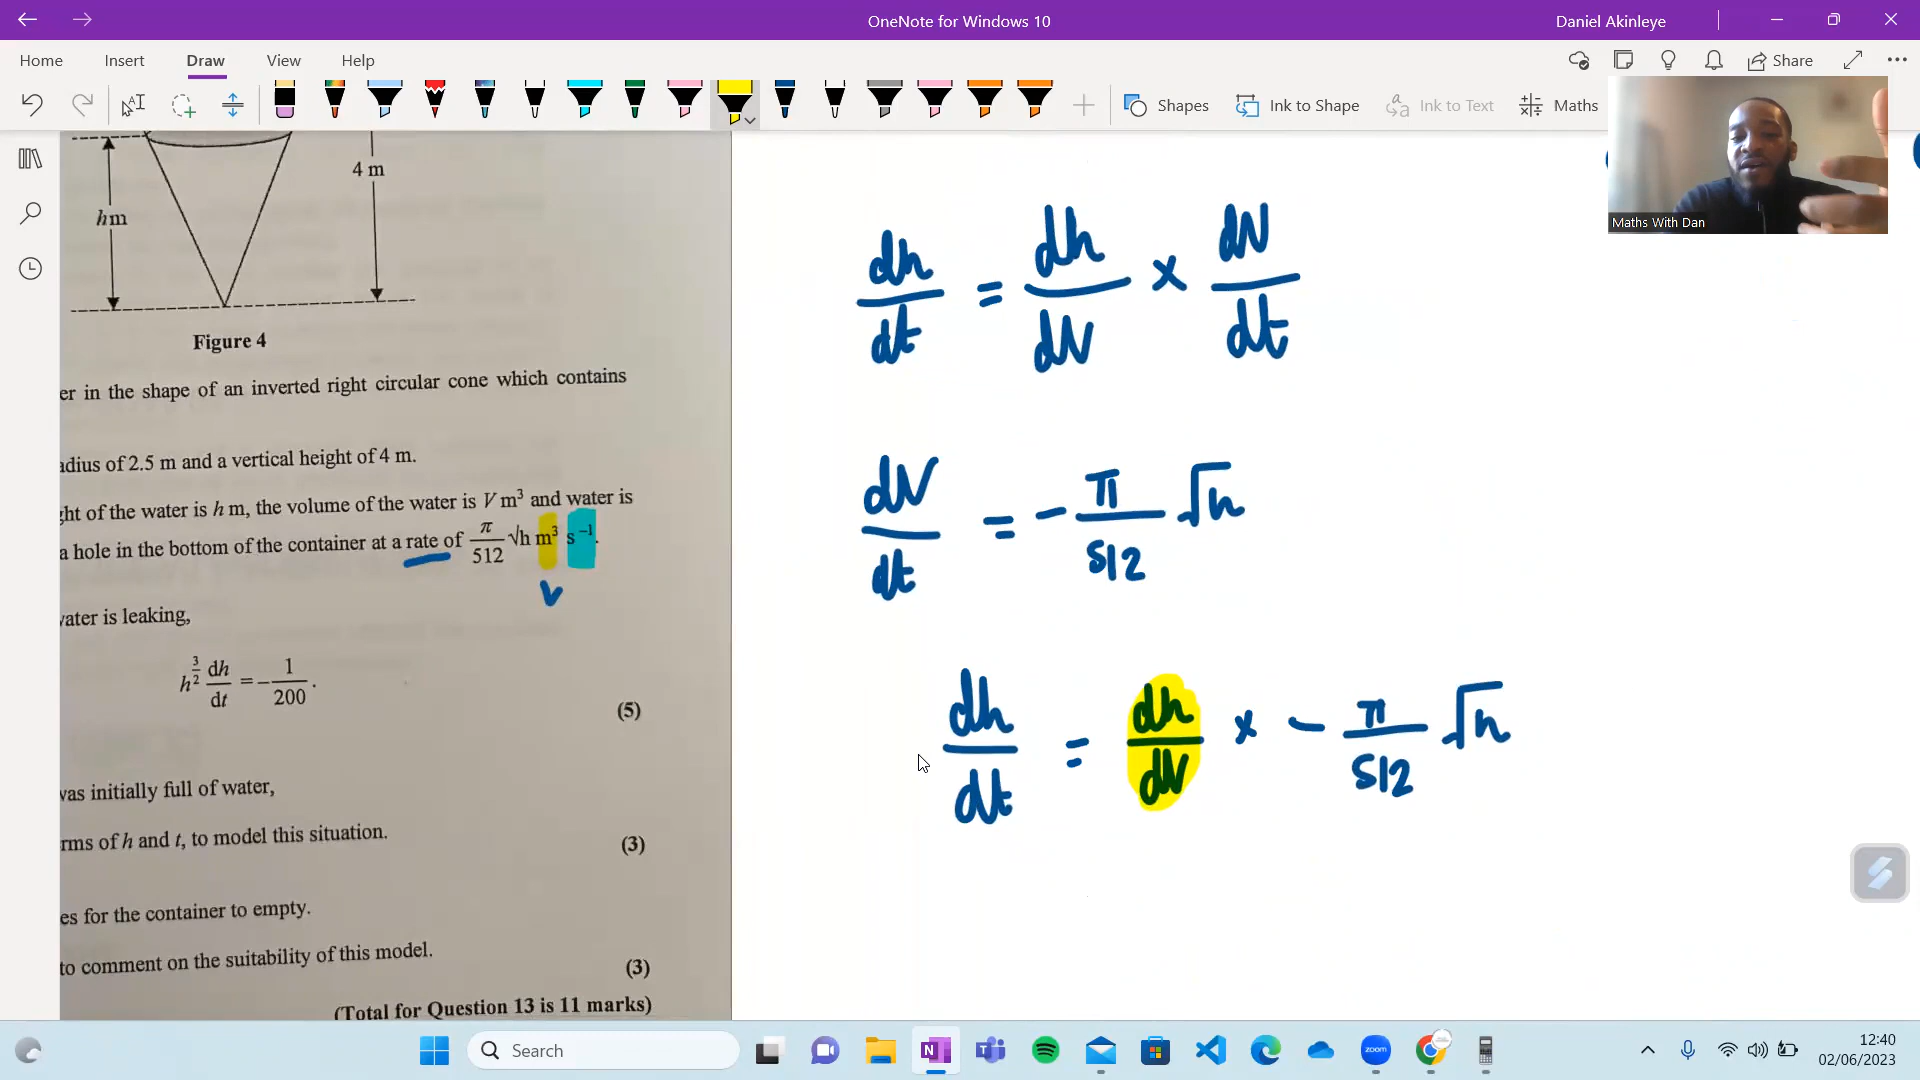 OneNote for Windows 10
Daniel Akinleye
Home Insert Draw View Help
Share
Shapes Ink to Shape Ink to Text Maths
Maths With Dan
4 m
hm
Figure 4
er in the shape of an inverted right circular cone which contains
adius of 2.5 m and a vertical height of 4 m.
ght of the water is h m, the volume of the water is V m³ and water is
a hole in the bottom of the container at a rate of π/512 √h m³ s⁻¹.
V
vater is leaking,
h^(3/2) dh/dt = -1/200.
(5)
vas initially full of water,
rms of h and t, to model this situation.
(3)
es for the container to empty.
to comment on the suitability of this model.
(3)
(Total for Question 13 is 11 marks)
dh/dt = dh/dV × dV/dt
dV/dt = -π/512 √h
dh/dt = dh/dV × -π/512 √h
Search
zoom
12:40
02/06/2023